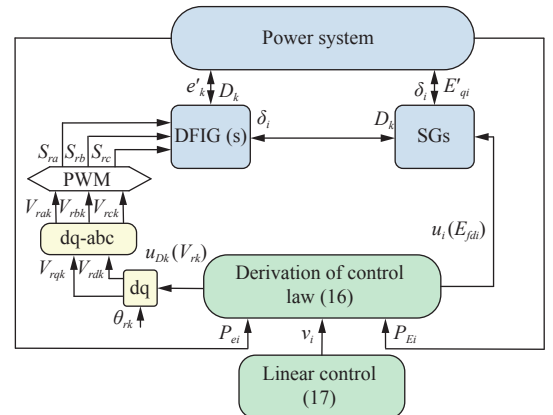 Power system
e'k Dk
δi E'qi
DFIG (s)
δi
Dk
SGs
Sra Srb Src
PWM
Vrak Vrbk Vrck
dq-abc
Vrqk Vrdk
uDk(Vrk)
ui(Efdi)
dq
θrk
Derivation of control
law (16)
Pei
vi
PEi
Linear control
(17)